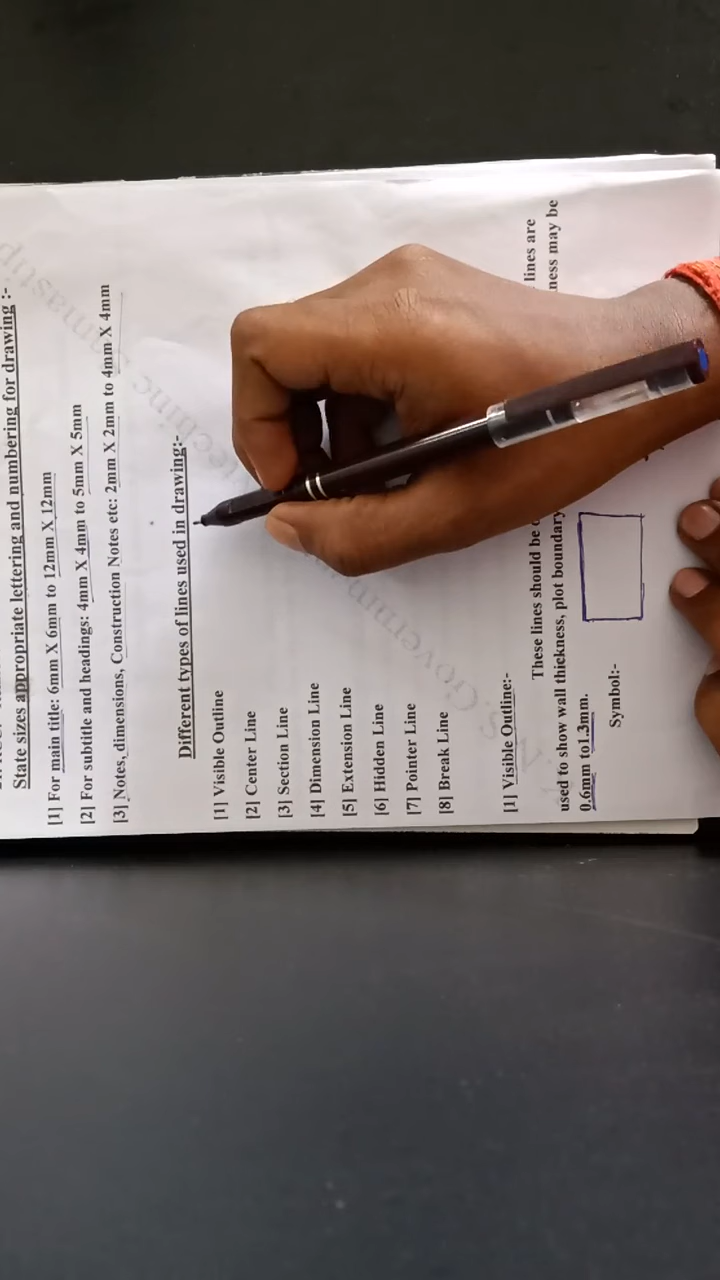 State sizes appropriate lettering and numbering for drawing :-
[1] For main title: 6mm X 6mm to 12mm X 12mm
[2] For subtitle and headings: 4mm X 4mm to 5mm X 5mm
[3] Notes, dimensions, Construction Notes etc: 2mm X 2mm to 4mm X 4mm
Different types of lines used in drawing:-
[1] Visible Outline
[2] Center Line
[3] Section Line
[4] Dimension Line
[5] Extension Line
[6] Hidden Line
[7] Pointer Line
[8] Break Line
[1] Visible Outline:-
These lines should be lines are
used to show wall thickness, plot boundary may be
0.6mm to1.3mm.
Symbol:-